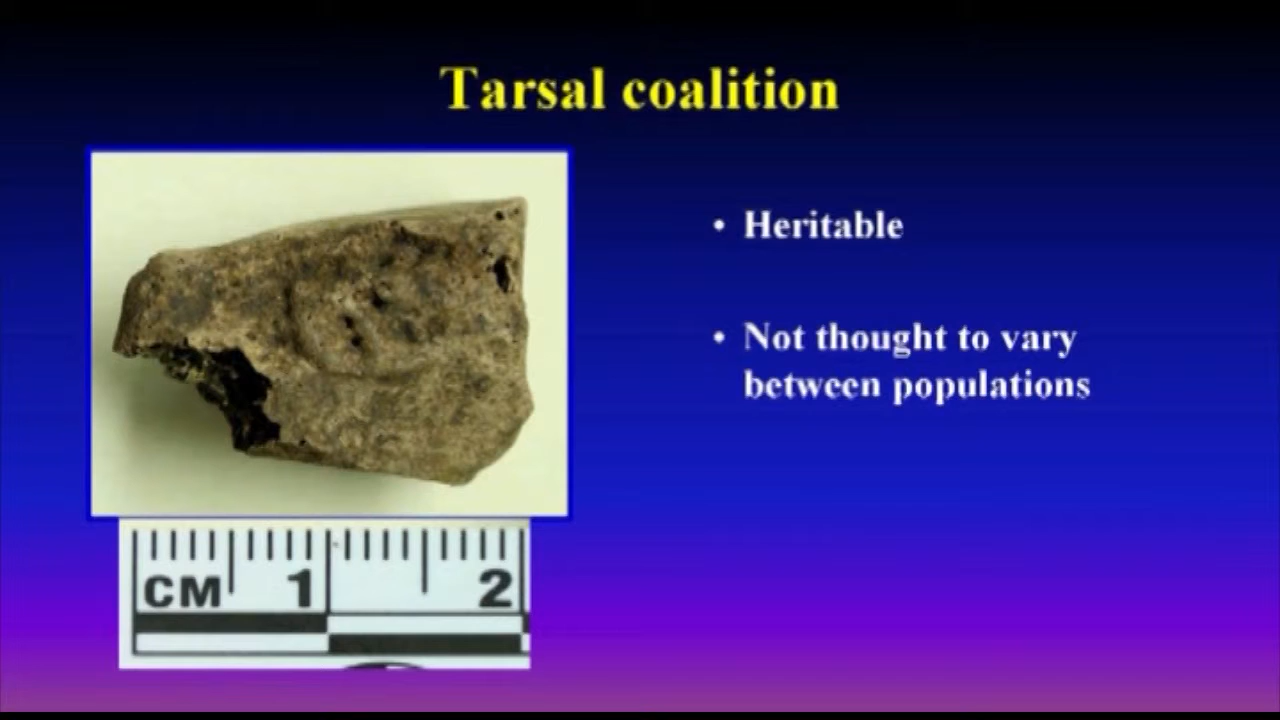 Tarsal coalition
• Heritable
• Not thought to vary
between populations
CM 1 2